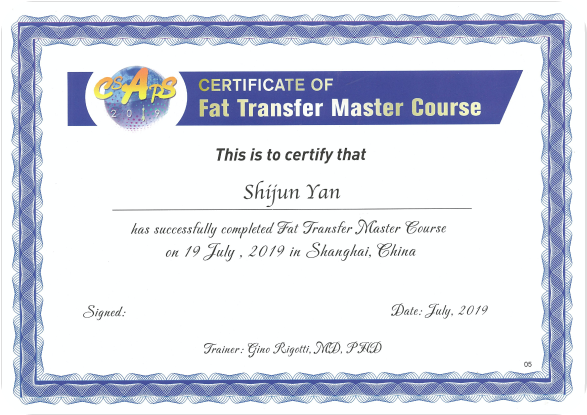 CSAPS
2019
CERTIFICATE OF
Fat Transfer Master Course
This is to certify that
Shijun Yan
has successfully completed Fat Transfer Master Course
on 19 July , 2019 in Shanghai, China
Signed:
Date: July, 2019
Trainer: Gino Rigotti, MD, PHD
05